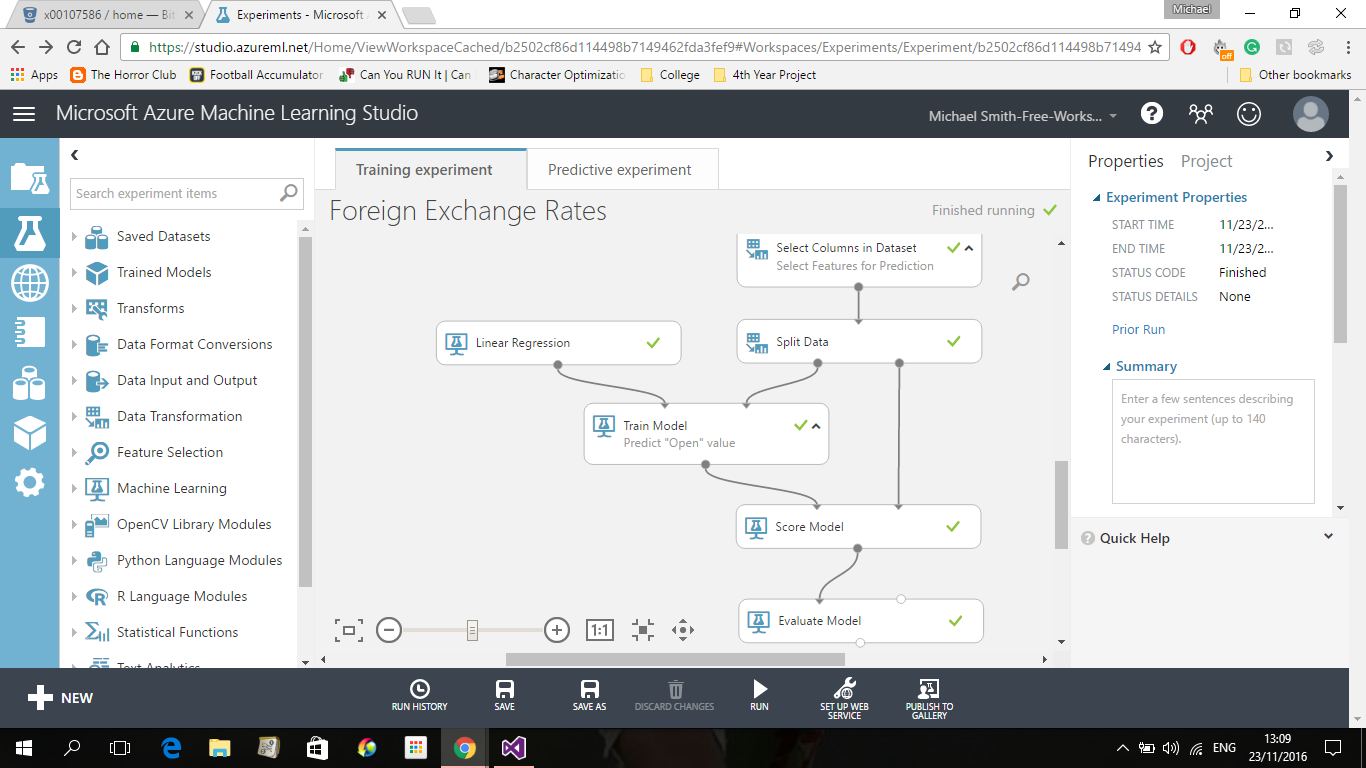 Michael
x00107586 / home — Bit
Experiments - Microsoft A
https://studio.azureml.net/Home/ViewWorkspaceCached/b2502cf86d114498b7149462fda3fef9#Workspaces/Experiments/Experiment/b2502cf86d114498b71494
off
Apps
The Horror Club
Football Accumulator
Can You RUN It | Can
Character Optimizatio
College
4th Year Project
Other bookmarks
Microsoft Azure Machine Learning Studio
Michael Smith-Free-Works...
Search experiment items
Saved Datasets
Trained Models
Transforms
Data Format Conversions
Data Input and Output
Data Transformation
Feature Selection
Machine Learning
OpenCV Library Modules
Python Language Modules
R Language Modules
Statistical Functions
Text Analytics
Training experiment
Predictive experiment
Foreign Exchange Rates
Finished running
Select Columns in Dataset
Select Features for Prediction
Linear Regression
Split Data
Train Model
Predict "Open" value
Score Model
Evaluate Model
1:1
Properties
Project
Experiment Properties
START TIME 11/23/2...
END TIME 11/23/2...
STATUS CODE Finished
STATUS DETAILS None
Prior Run
Summary
Enter a few sentences describing
your experiment (up to 140
characters).
Quick Help
NEW
RUN HISTORY
SAVE
SAVE AS
DISCARD CHANGES
RUN
SET UP WEB
SERVICE
PUBLISH TO
GALLERY
ENG
13:09
23/11/2016